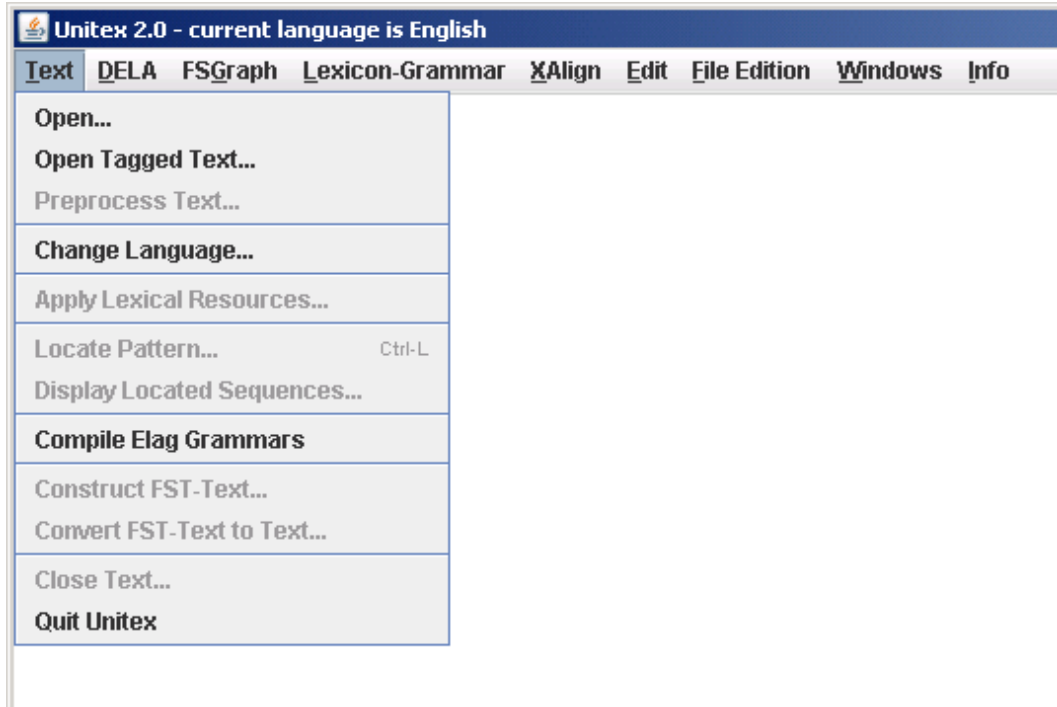 Unitex 2.0 - current language is English
Text DELA FSGraph Lexicon-Grammar XAlign Edit File Edition Windows Info
Open...
Open Tagged Text...
Preprocess Text...
Change Language...
Apply Lexical Resources...
Locate Pattern... Ctrl-L
Display Located Sequences...
Compile Elag Grammars
Construct FST-Text...
Convert FST-Text to Text...
Close Text...
Quit Unitex